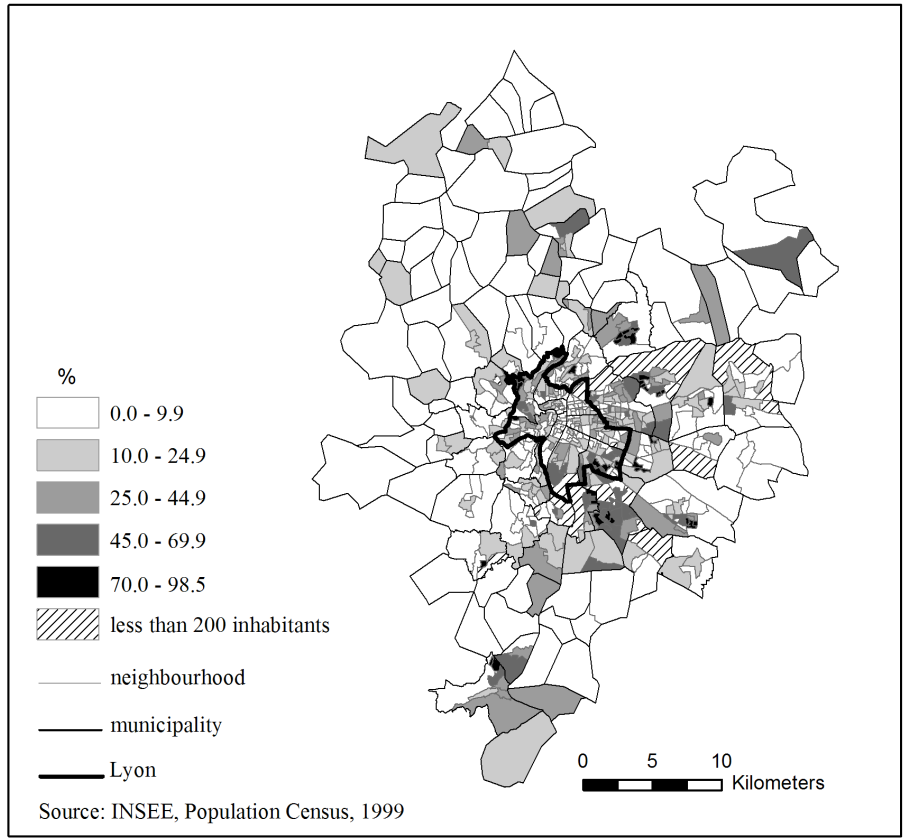 %
0.0 - 9.9
10.0 - 24.9
25.0 - 44.9
45.0 - 69.9
70.0 - 98.5
less than 200 inhabitants
neighbourhood
municipality
Lyon
0 5 10
Kilometers
Source: INSEE, Population Census, 1999